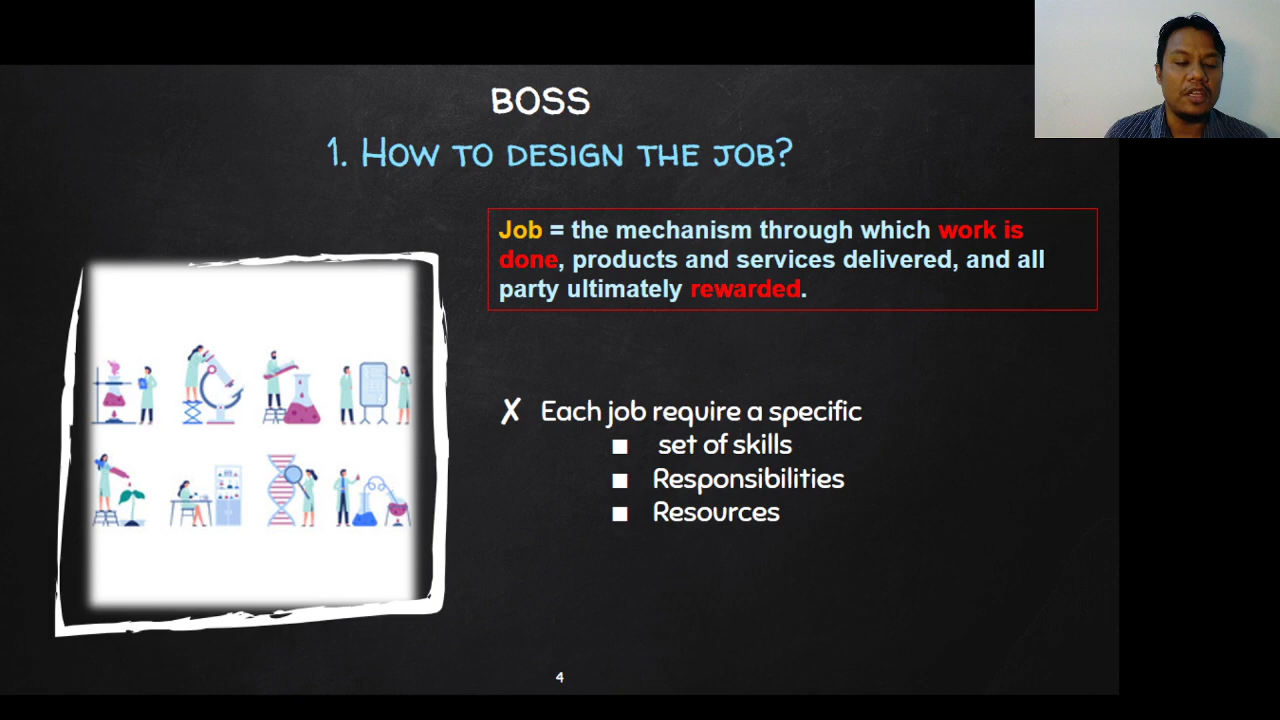 BOSS
1. HOW TO DESIGN THE JOB?
Job = the mechanism through which work is
done, products and services delivered, and all
party ultimately rewarded.
✗ Each job require a specific
■ set of skills
■ Responsibilities
■ Resources
4